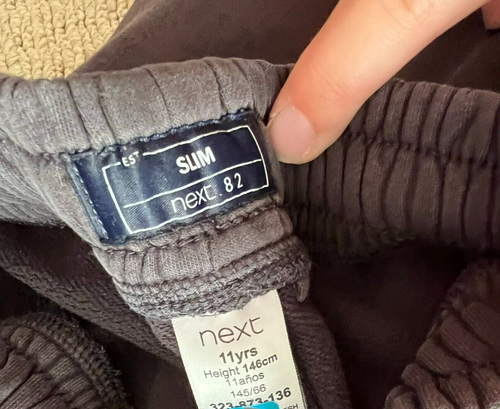 EST
SLIM
next.82
next
11yrs
Height 146cm
11años
145/66
323-873-136